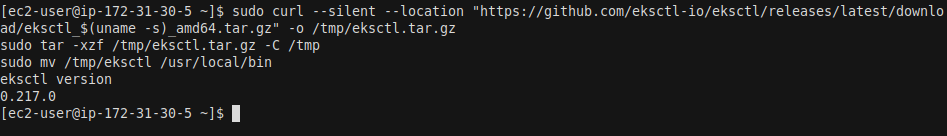 [ec2-user@ip-172-31-30-5 ~]$ sudo curl --silent --location "https://github.com/eksctl-io/eksctl/releases/latest/downlo
ad/eksctl_$(uname -s)_amd64.tar.gz" -o /tmp/eksctl.tar.gz
sudo tar -xzf /tmp/eksctl.tar.gz -C /tmp
sudo mv /tmp/eksctl /usr/local/bin
eksctl version
0.217.0
[ec2-user@ip-172-31-30-5 ~]$